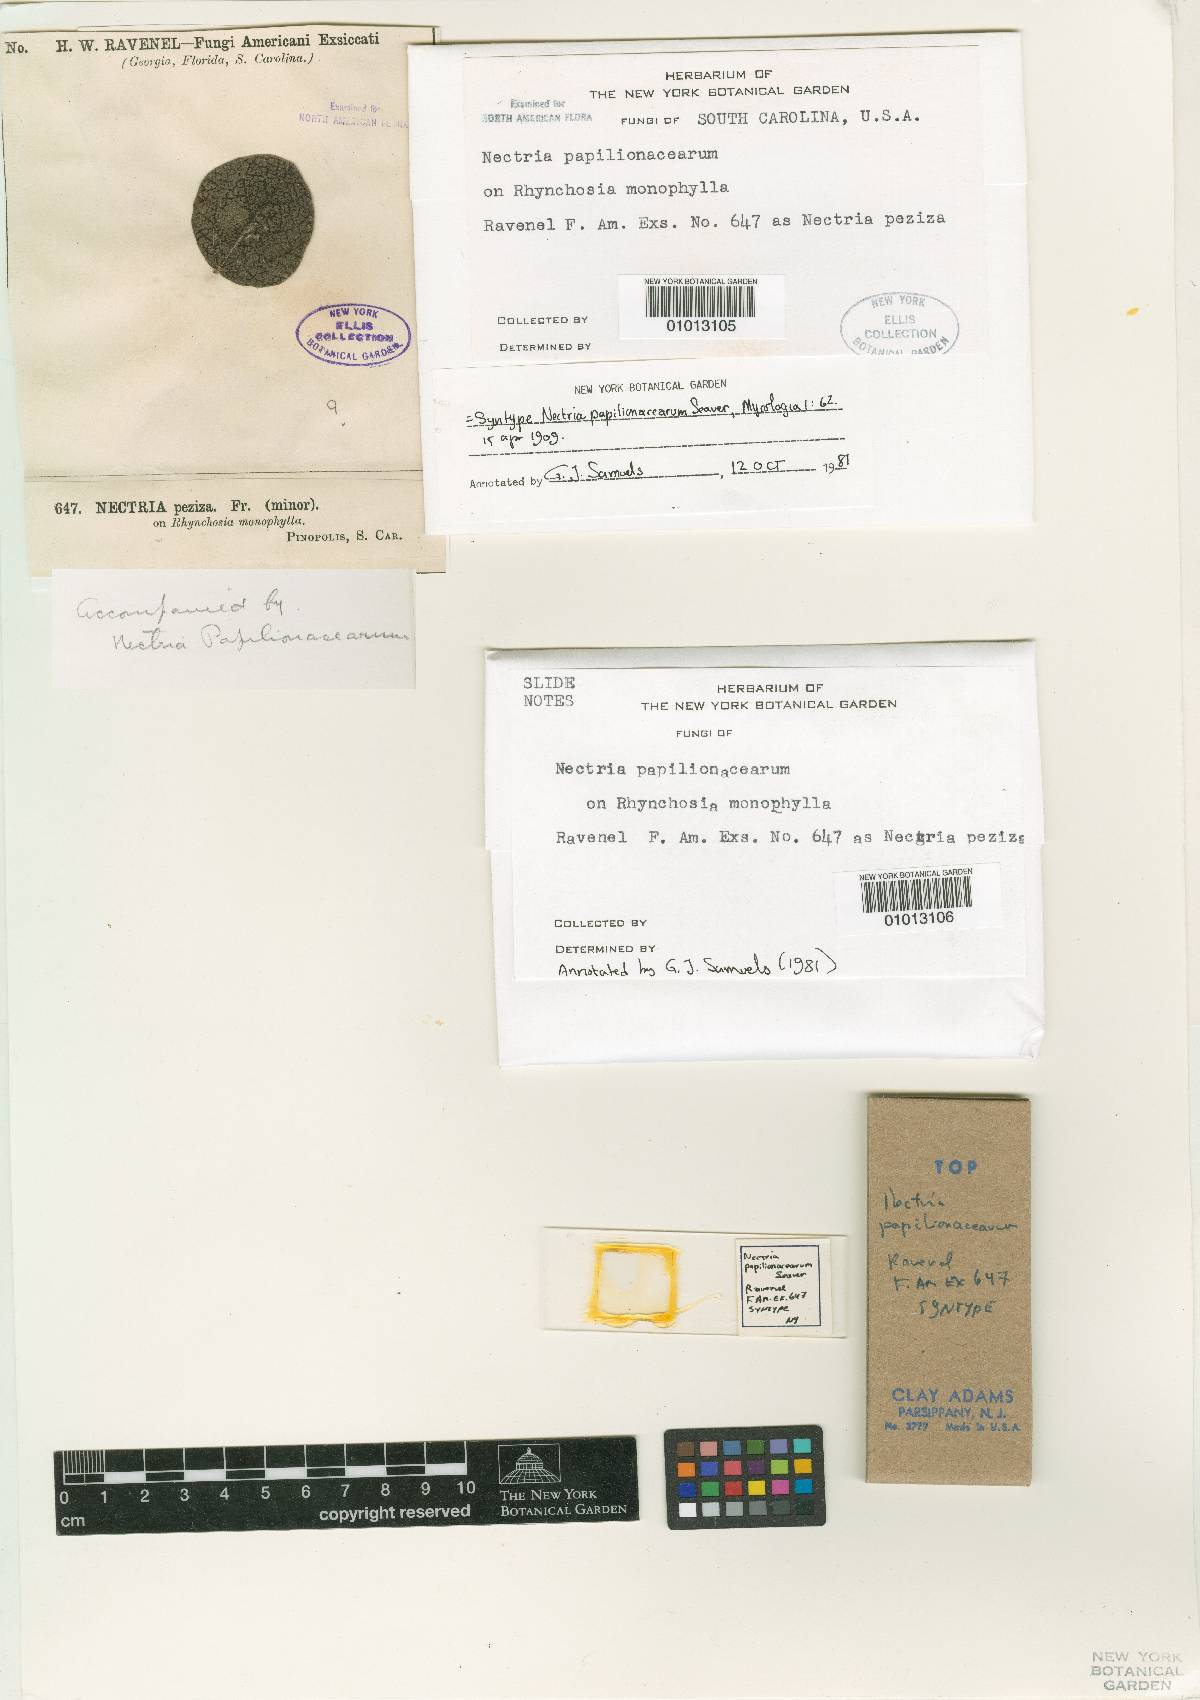 No. H. W. RAVENEL—Fungi Americani Exsiccati
(Georgia, Florida, S. Carolina.)
Examined for
NORTH AMERICAN FLORA
NEW YORK
ELLIS
COLLECTION
BOTANICAL GARDEN
9
647. NECTRIA peziza. Fr. (minor).
on Rhynchosia monophylla.
PINOPOLIS, S. CAR.
Accompanied by
Nectria Papilionacearum
HERBARIUM OF
THE NEW YORK BOTANICAL GARDEN
Examined for
NORTH AMERICAN FLORA
FUNGI OF SOUTH CAROLINA, U.S.A.
Nectria papilionacearum
on Rhynchosia monophylla
Ravenel F. Am. Exs. No. 647 as Nectria peziza
NEW YORK BOTANICAL GARDEN
01013105
COLLECTED BY
DETERMINED BY
NEW YORK
ELLIS
COLLECTION
BOTANICAL GARDEN
NEW YORK BOTANICAL GARDEN
=Syntype Nectria papilionacearum Seaver, Mycologia 1: 62.
15 apr 1909.
Annotated by G. J. Samuels, 12 OCT 1981
SLIDE
NOTES
HERBARIUM OF
THE NEW YORK BOTANICAL GARDEN
FUNGI OF
Nectria papilionacearum
on Rhynchosia monophylla
Ravenel F. Am. Exs. No. 647 as Nectria peziza
NEW YORK BOTANICAL GARDEN
01013106
COLLECTED BY
DETERMINED BY
Annotated by G. J. Samuels (1981)
Nectria
papilionacearum
Seaver
Ravenel
F. Am. Ex. 647
SYNTYPE
NY
TOP
Nectria
papilionacearum
Ravenel
F. Am Ex 647
SYNTYPE
CLAY ADAMS
PARSIPPANY, N. J.
No. 3777 Made in U.S.A.
0 1 2 3 4 5 6 7 8 9 10
cm
copyright reserved
THE NEW YORK
BOTANICAL GARDEN
NEW YORK
BOTANICAL
GARDEN